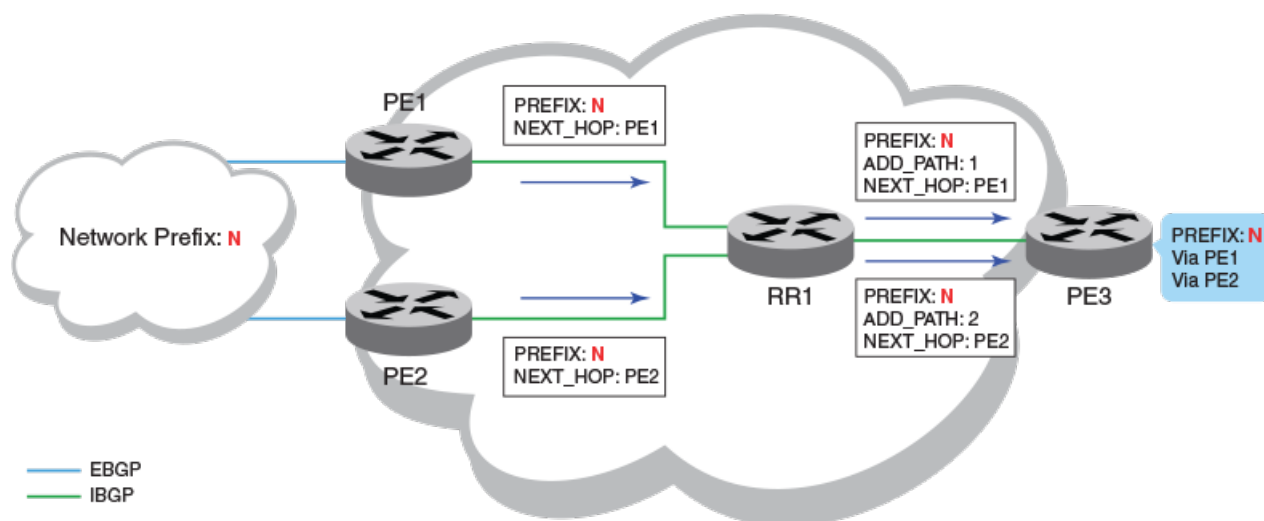 PE1
PREFIX: N
NEXT_HOP: PE1
Network Prefix: N
PE2
PREFIX: N
NEXT_HOP: PE2
RR1
PREFIX: N
ADD_PATH: 1
NEXT_HOP: PE1
PREFIX: N
ADD_PATH: 2
NEXT_HOP: PE2
PE3
PREFIX: N
Via PE1
Via PE2
EBGP
IBGP